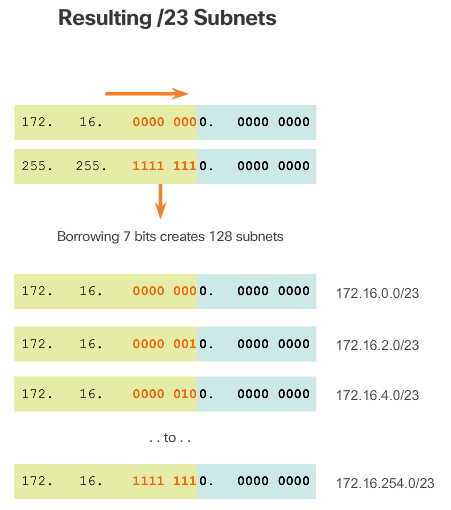 Resulting /23 Subnets
172. 16. 0000 0000. 0000 0000
255. 255. 1111 1110. 0000 0000
Borrowing 7 bits creates 128 subnets
172. 16. 0000 0000. 0000 0000 172.16.0.0/23
172. 16. 0000 0010. 0000 0000 172.16.2.0/23
172. 16. 0000 0100. 0000 0000 172.16.4.0/23
. . to . .
172. 16. 1111 1110. 0000 0000 172.16.254.0/23